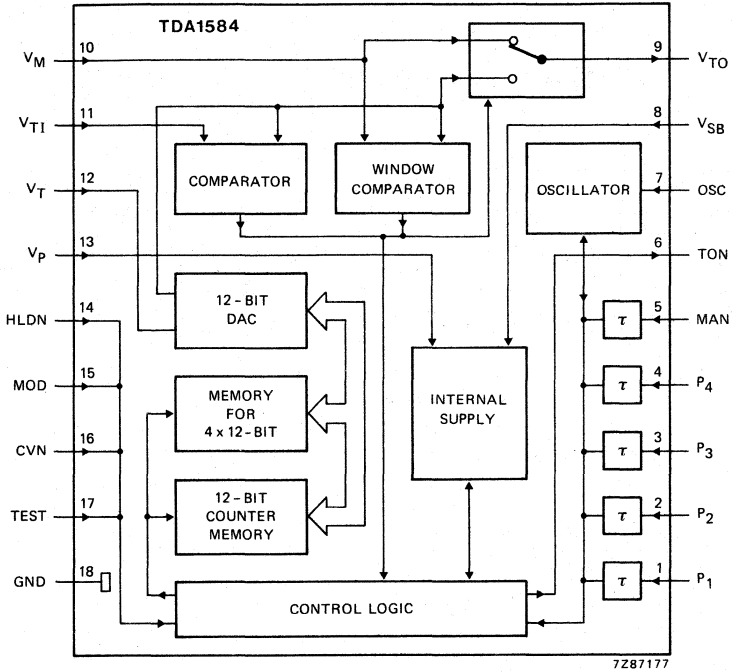 TDA1584
V_M
10
9
V_TO
11
V_TI
8
V_SB
COMPARATOR
WINDOW
COMPARATOR
OSCILLATOR
12
V_T
7
OSC
13
V_P
6
TON
12-BIT
DAC
14
HLDN
τ
5
MAN
15
MOD
MEMORY
FOR
4 x 12-BIT
INTERNAL
SUPPLY
τ
4
P_4
16
CVN
τ
3
P_3
17
TEST
12-BIT
COUNTER
MEMORY
τ
2
P_2
18
GND
CONTROL LOGIC
τ
1
P_1
7Z87177